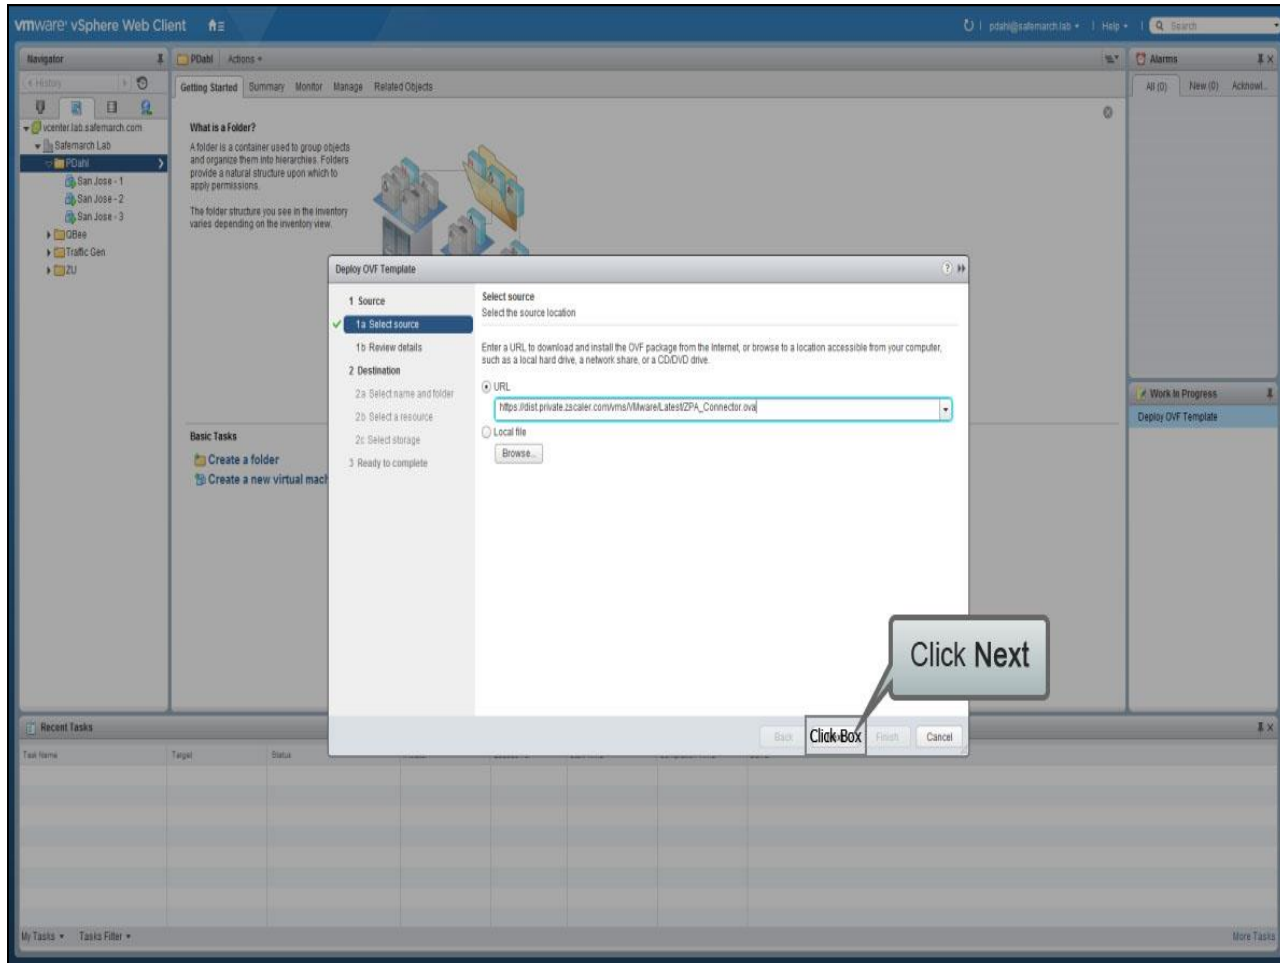 vmware® vSphere Web Client
pdahl@safemarch.lab
Help
Search
Navigator
History
vcenter.lab.safemarch.com
Safemarch Lab
PDahl
San Jose - 1
San Jose - 2
San Jose - 3
QBee
Traffic Gen
ZU
PDahl Actions
Getting Started Summary Monitor Manage Related Objects
What is a Folder?
A folder is a container used to group objects
and organize them into hierarchies. Folders
provide a natural structure upon which to
apply permissions.
The folder structure you see in the inventory
varies depending on the inventory view.
Basic Tasks
Create a folder
Create a new virtual mach
Deploy OVF Template
1 Source
1a Select source
1b Review details
2 Destination
2a Select name and folder
2b Select a resource
2c Select storage
3 Ready to complete
Select source
Select the source location
Enter a URL to download and install the OVF package from the Internet, or browse to a location accessible from your computer,
such as a local hard drive, a network share, or a CD/DVD drive.
URL
https://dist.private.zscaler.com/vms/VMware/Latest/ZPA_Connector.ova
Local file
Browse...
Click Next
Back Click Box Finish Cancel
Alarms
All (0) New (0) Acknowl...
Work In Progress
Deploy OVF Template
Recent Tasks
Task Name Target Status
My Tasks Tasks Filter
More Tasks